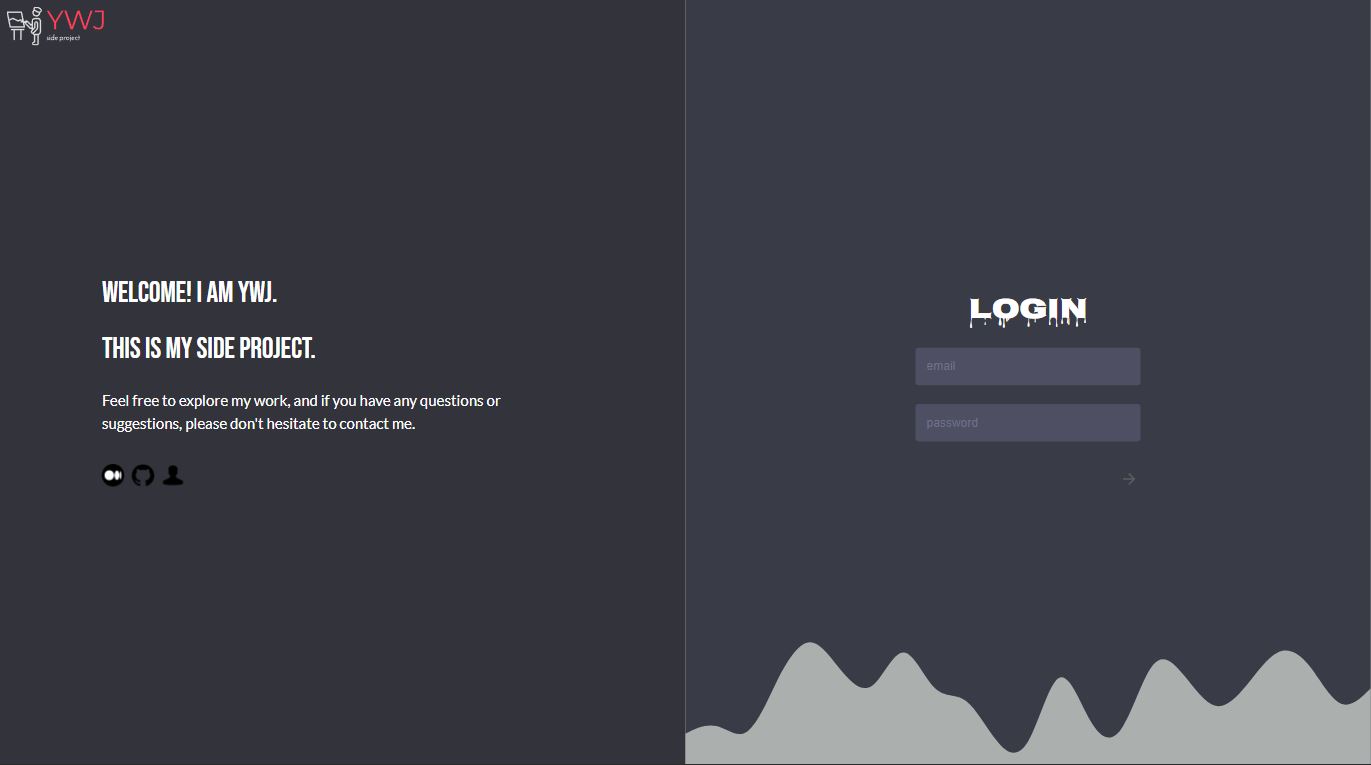 YWJ
side project
WELCOME! I AM YWJ.
THIS IS MY SIDE PROJECT.
Feel free to explore my work, and if you have any questions or
suggestions, please don't hesitate to contact me.
LOGIN
email
password